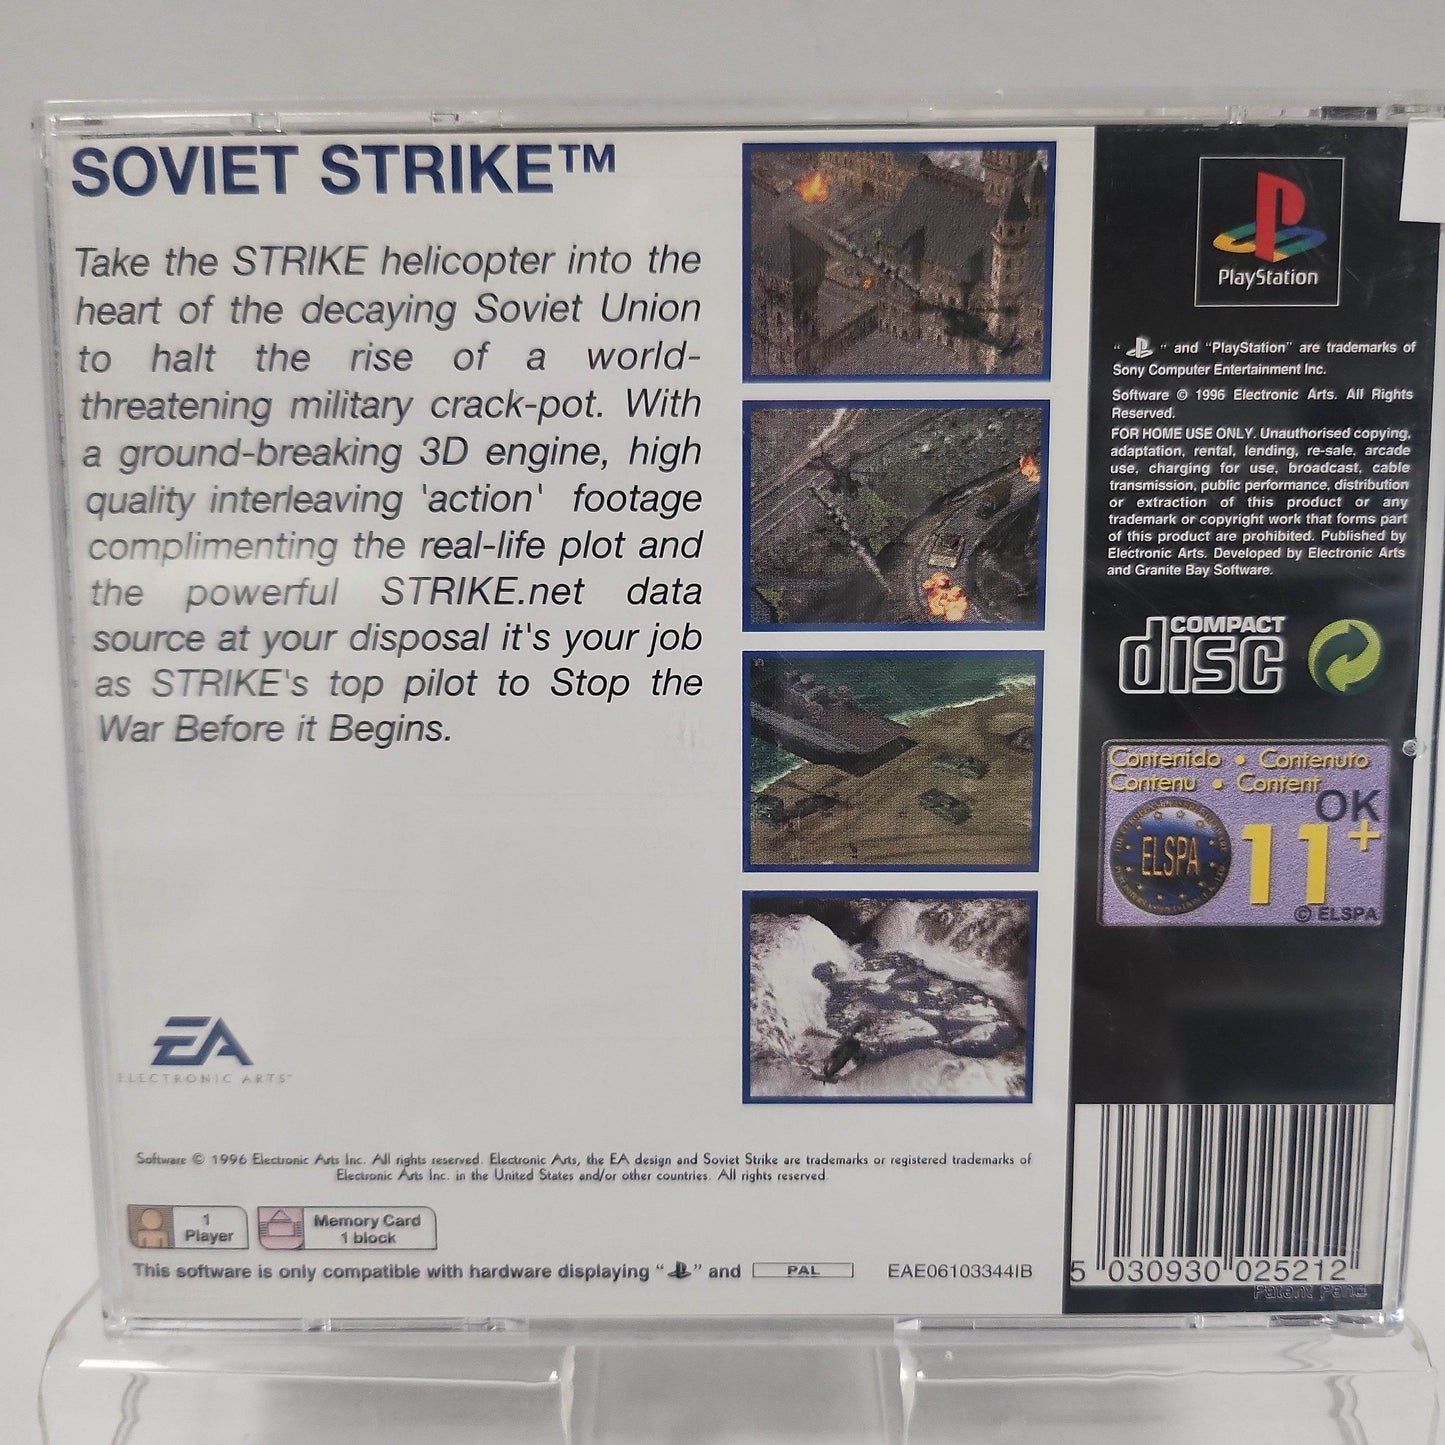 SOVIET STRIKE™
Take the STRIKE helicopter into the
heart of the decaying Soviet Union
to halt the rise of a world-
threatening military crack-pot. With
a ground-breaking 3D engine, high
quality interleaving 'action' footage
complimenting the real-life plot and
the powerful STRIKE.net data
source at your disposal it's your job
as STRIKE's top pilot to Stop the
War Before it Begins.
EA
ELECTRONIC ARTS™
Software © 1996 Electronic Arts Inc. All rights reserved. Electronic Arts, the EA design and Soviet Strike are trademarks or registered trademarks of
Electronic Arts Inc. in the United States and/or other countries. All rights reserved.
1
Player
Memory Card
1 block
This software is only compatible with hardware displaying " " and PAL EAE06103344IB
PlayStation
" " and "PlayStation" are trademarks of
Sony Computer Entertainment Inc.
Software © 1996 Electronic Arts. All Rights
Reserved.
FOR HOME USE ONLY. Unauthorised copying,
adaptation, rental, lending, re-sale, arcade
use, charging for use, broadcast, cable
transmission, public performance, distribution
or extraction of this product or any
trademark or copyright work that forms part
of this product are prohibited. Published by
Electronic Arts. Developed by Electronic Arts
and Granite Bay Software.
COMPACT
disc
Contenido • Contenuto
Contenu • Content
OK
ELSPA
11+
© ELSPA
5 030930 025212
Patent Pend